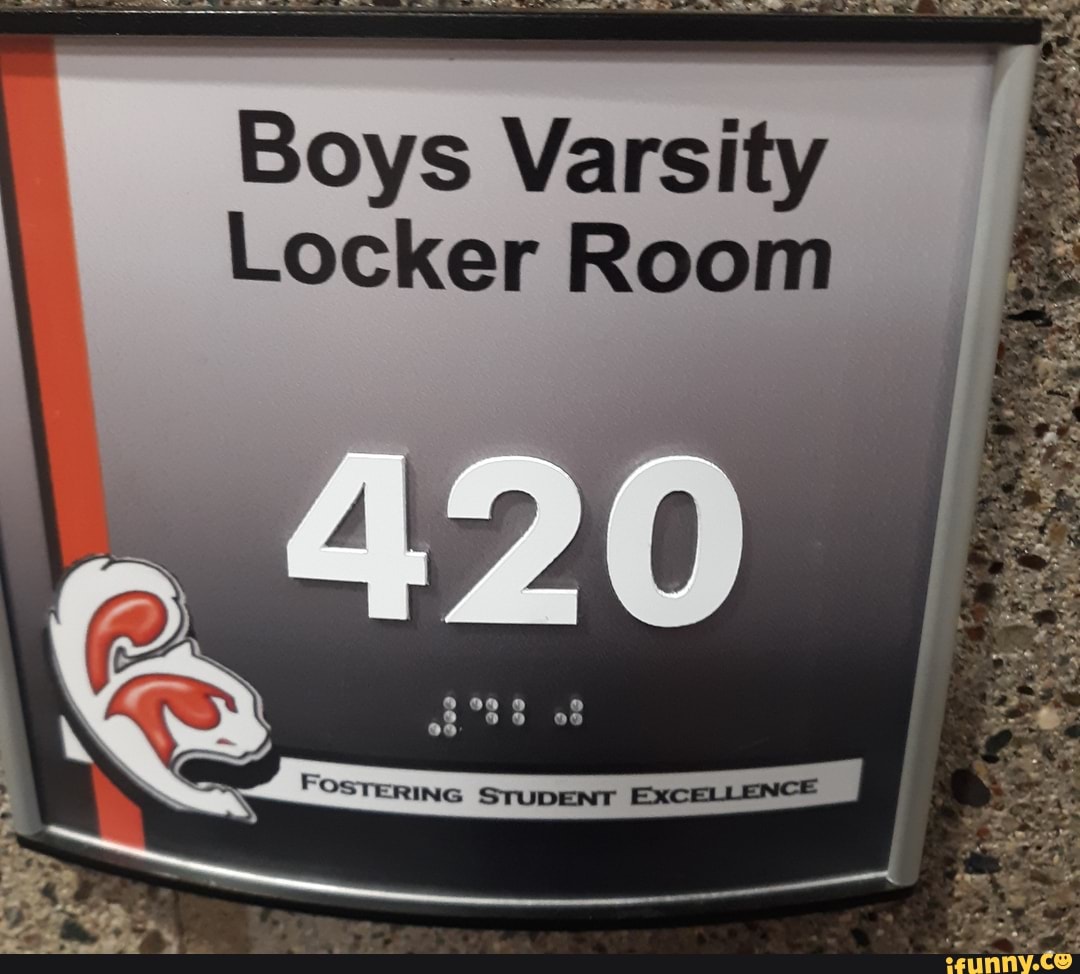 Boys Varsity
Locker Room
420
⠼⠙⠃⠚
FOSTERING STUDENT EXCELLENCE
ifunny.co